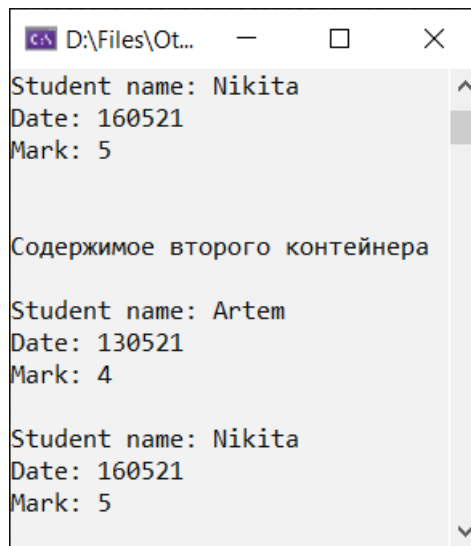 D:\Files\Ot...
Student name: Nikita
Date: 160521
Mark: 5
Содержимое второго контейнера
Student name: Artem
Date: 130521
Mark: 4
Student name: Nikita
Date: 160521
Mark: 5